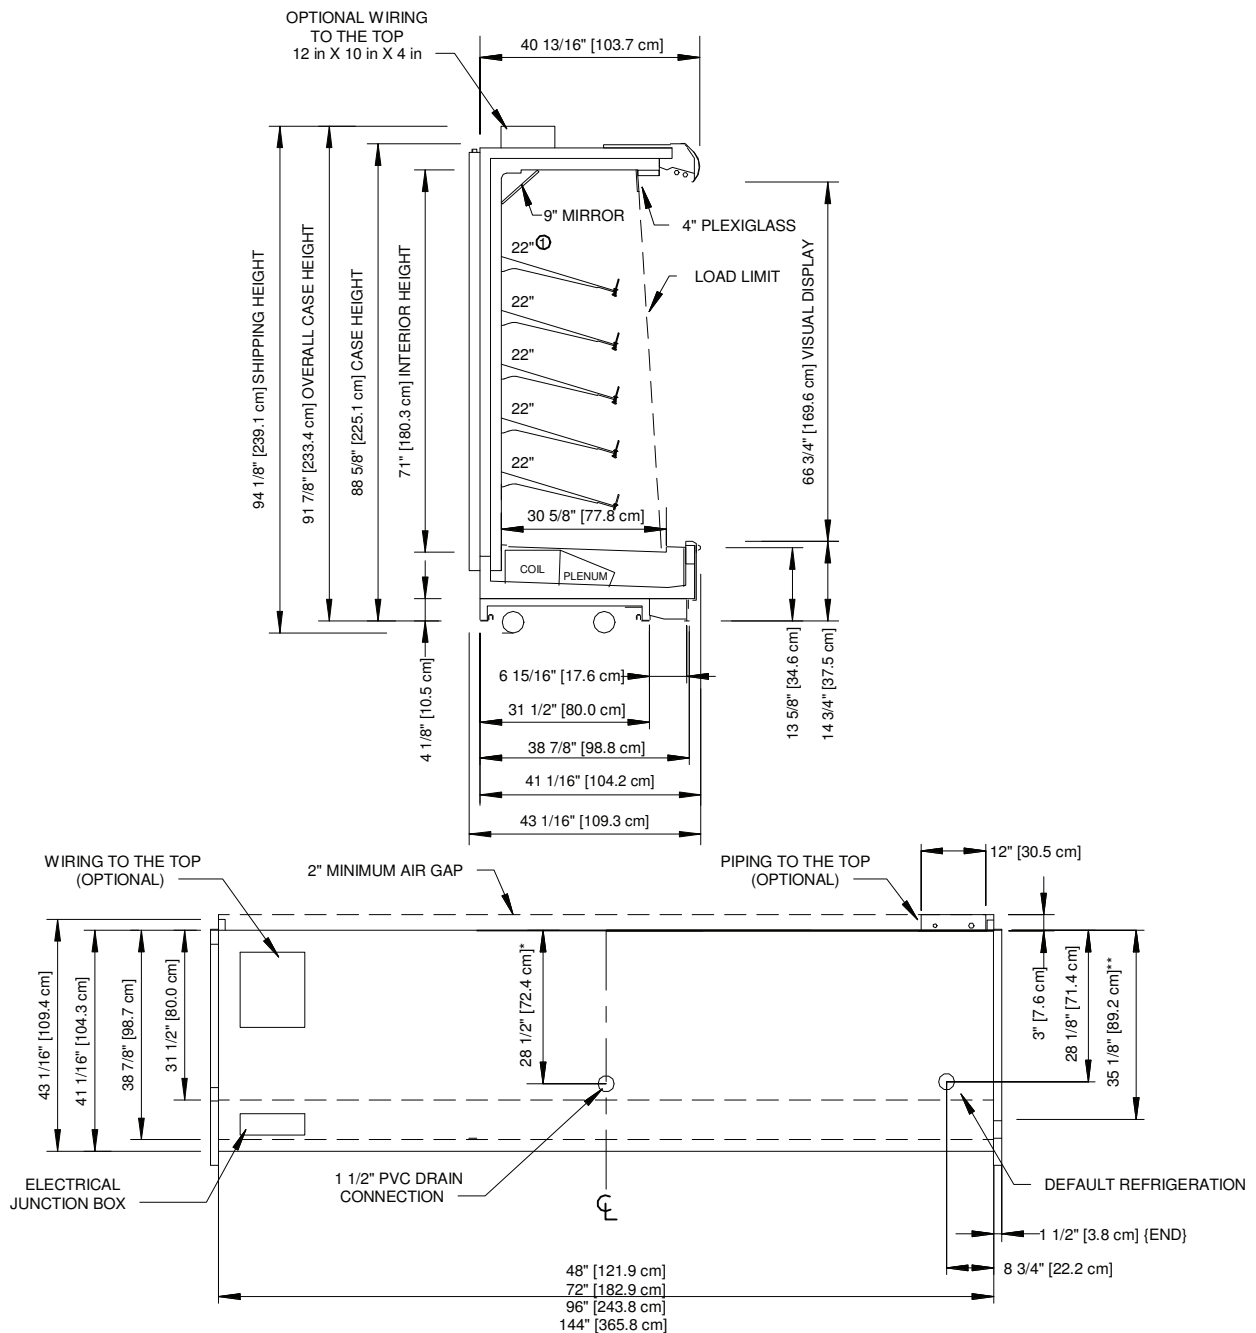 OPTIONAL WIRING
TO THE TOP
12 in X 10 in X 4 in
40 13/16" [103.7 cm]
9" MIRROR
4" PLEXIGLASS
LOAD LIMIT
22" 1
22"
22"
22"
22"
94 1/8" [239.1 cm] SHIPPING HEIGHT
91 7/8" [233.4 cm] OVERALL CASE HEIGHT
88 5/8" [225.1 cm] CASE HEIGHT
71" [180.3 cm] INTERIOR HEIGHT
66 3/4" [169.6 cm] VISUAL DISPLAY
30 5/8" [77.8 cm]
COIL
PLENUM
4 1/8" [10.5 cm]
13 5/8" [34.6 cm]
14 3/4" [37.5 cm]
6 15/16" [17.6 cm]
31 1/2" [80.0 cm]
38 7/8" [98.8 cm]
41 1/16" [104.2 cm]
43 1/16" [109.3 cm]
WIRING TO THE TOP
(OPTIONAL)
2" MINIMUM AIR GAP
PIPING TO THE TOP
(OPTIONAL)
12" [30.5 cm]
43 1/16" [109.4 cm]
41 1/16" [104.3 cm]
38 7/8" [98.7 cm]
31 1/2" [80.0 cm]
28 1/2" [72.4 cm]*
3" [7.6 cm]
28 1/8" [71.4 cm]
35 1/8" [89.2 cm]**
ELECTRICAL
JUNCTION BOX
1 1/2" PVC DRAIN
CONNECTION
CL
DEFAULT REFRIGERATION
1 1/2" [3.8 cm] {END}
8 3/4" [22.2 cm]
48" [121.9 cm]
72" [182.9 cm]
96" [243.8 cm]
144" [365.8 cm]